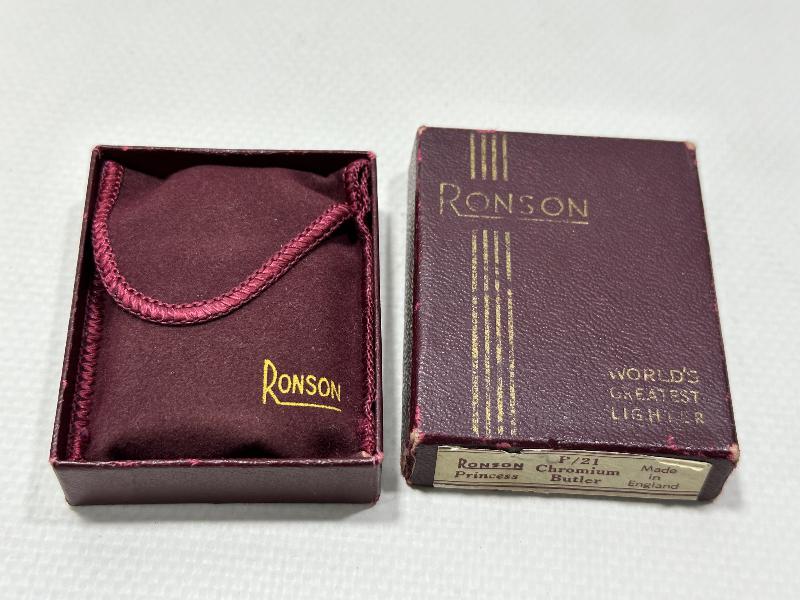 RONSON
RONSON
WORLD'S
GREATEST
LIGHTER
RONSON
Princess
P/21
Chromium
Butler
Made
in
England